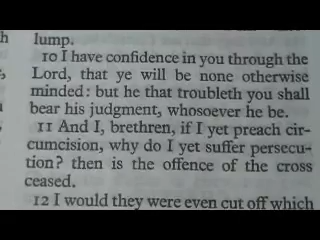 lump.
10 I have confidence in you through the
Lord, that ye will be none otherwise
minded: but he that troubleth you shall
bear his judgment, whosoever he be.
11 And I, brethren, if I yet preach cir-
cumcision, why do I yet suffer persecu-
tion? then is the offence of the cross
ceased.
12 I would they were even cut off which